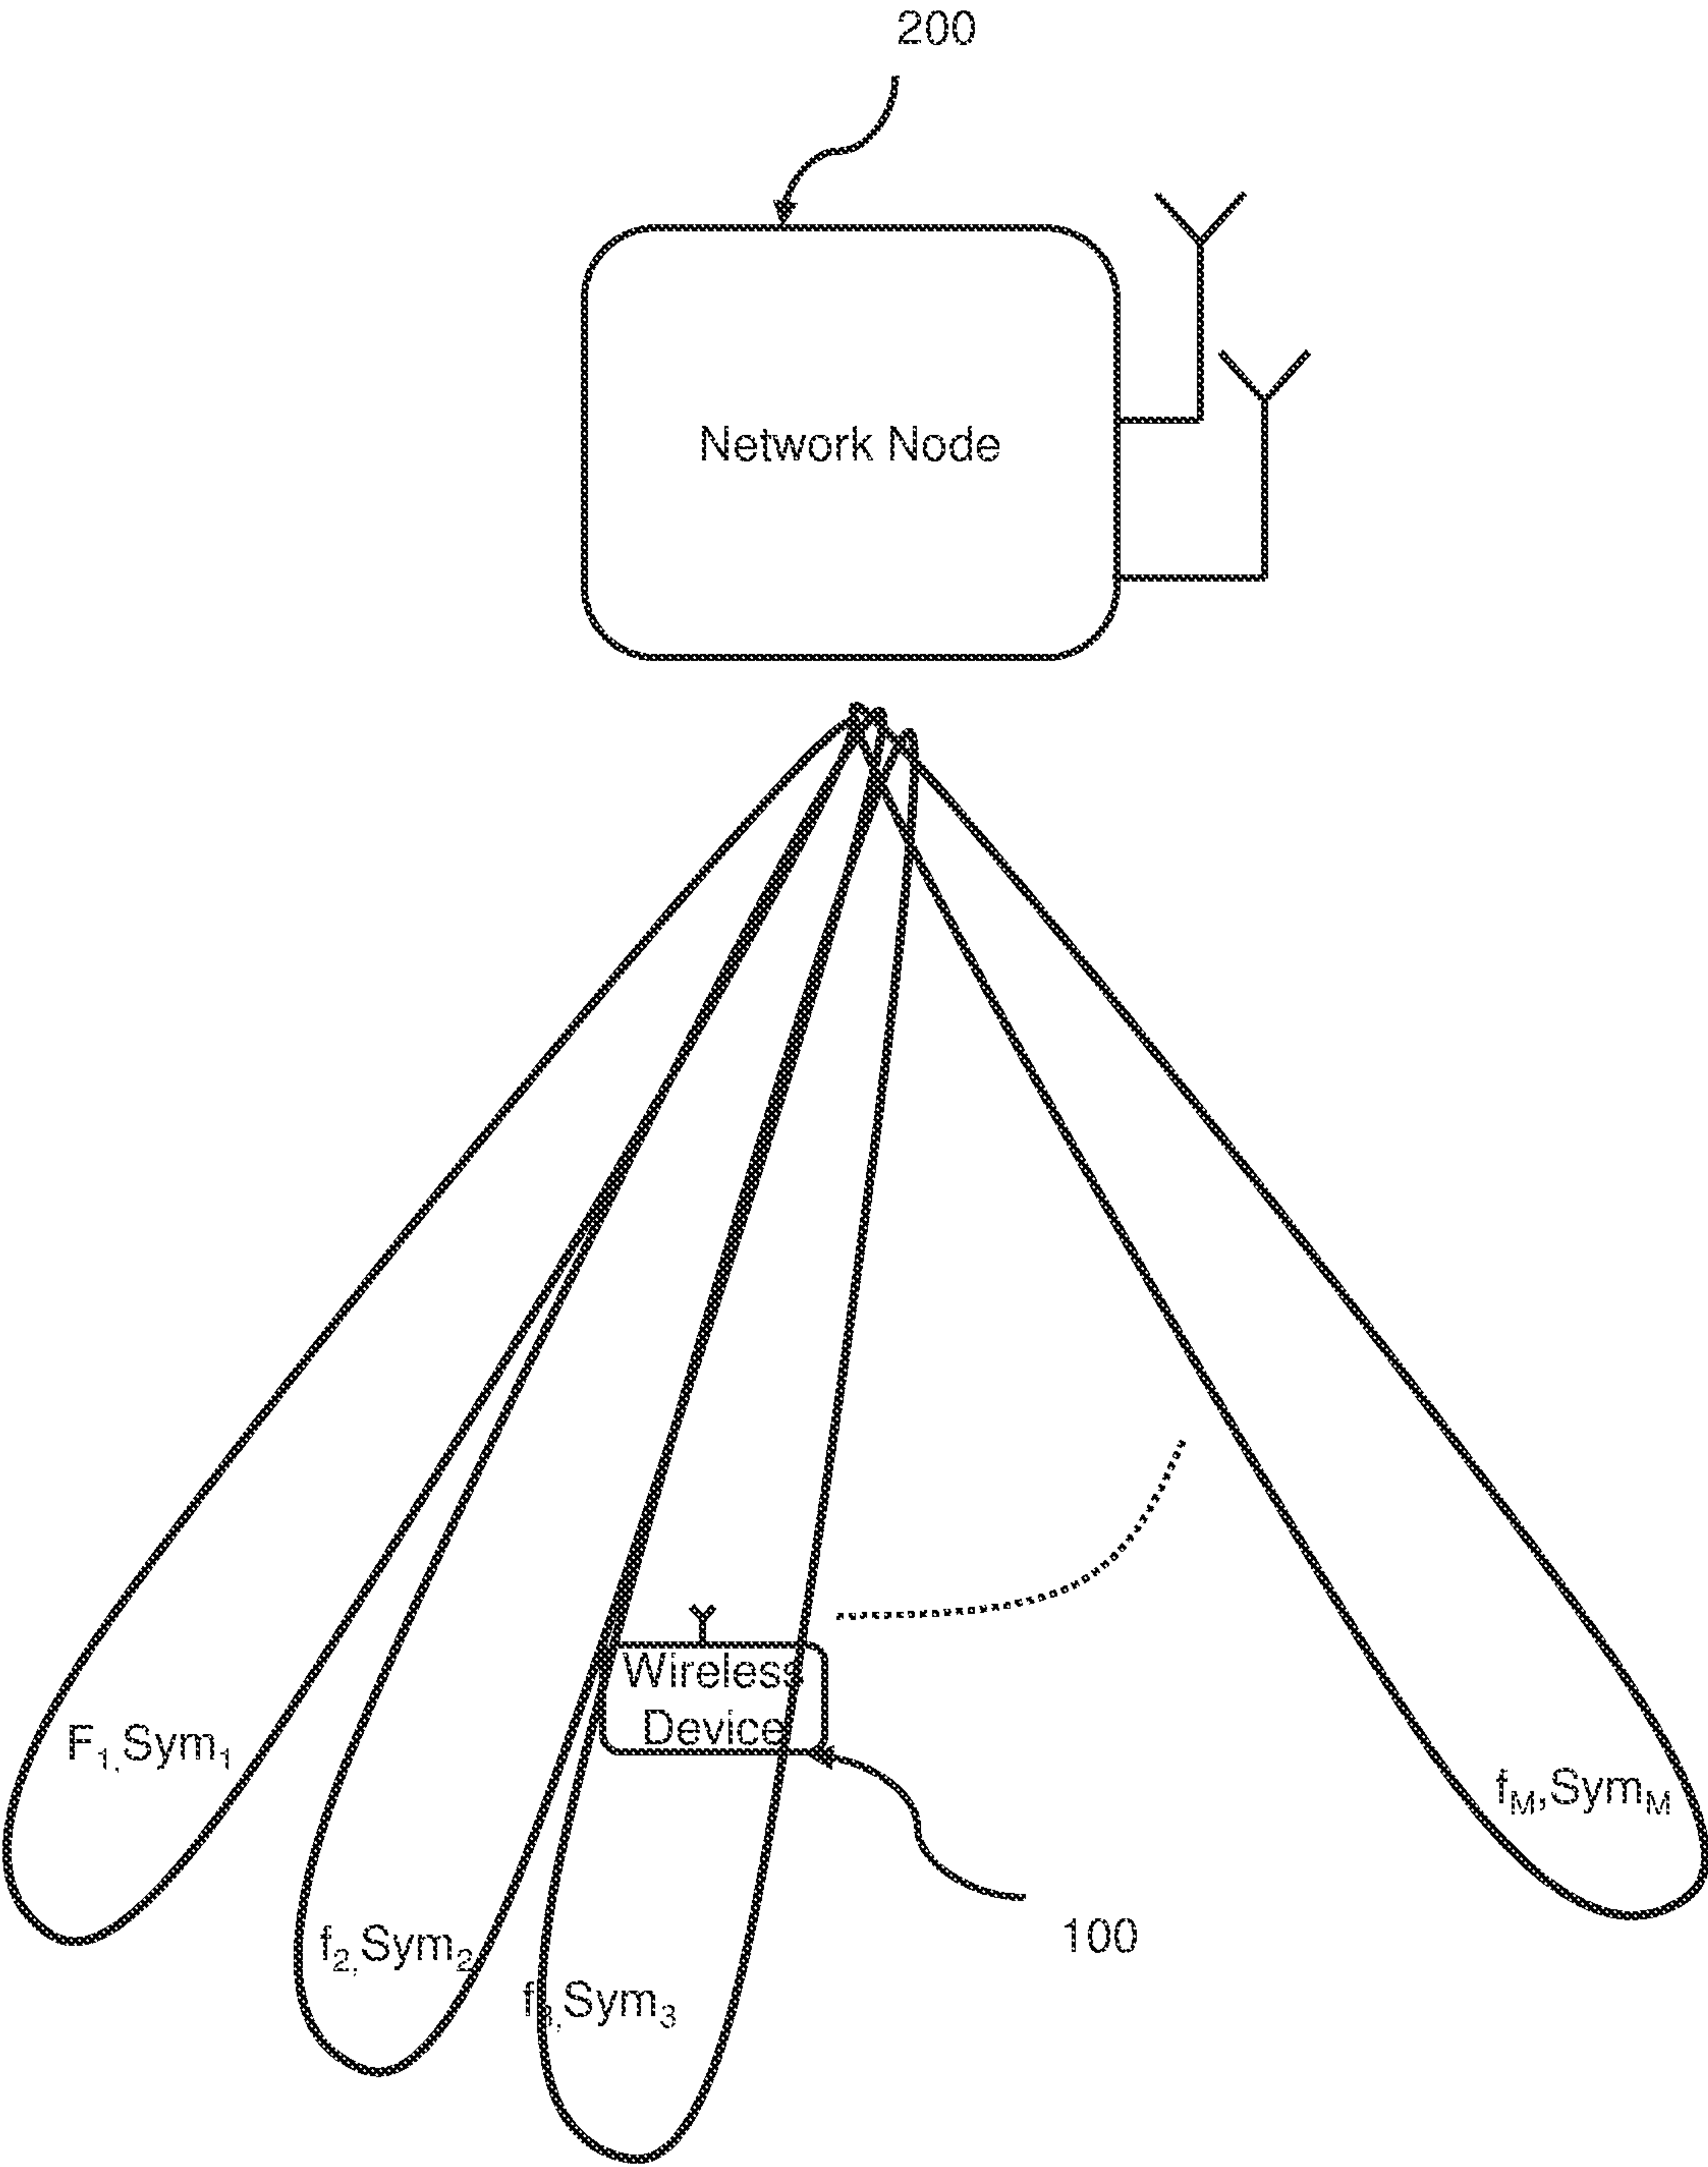 200
Network Node
Wireless
Device
F₁,Sym₁
fM,SymM
f₂,Sym₂
100
f₃,Sym₃